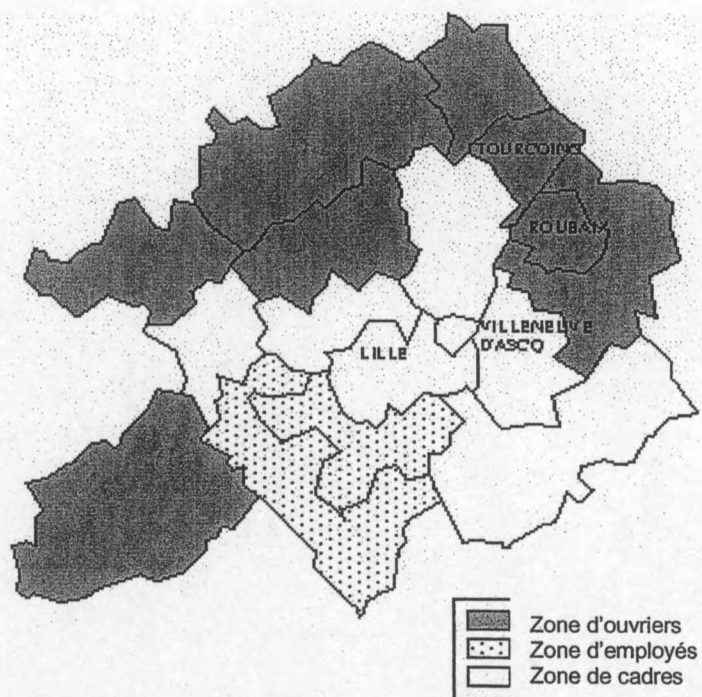 TOURCOING
ROUBAIX
VILLENEUVE
D'ASCQ
LILLE
Zone d'ouvriers
Zone d'employés
Zone de cadres